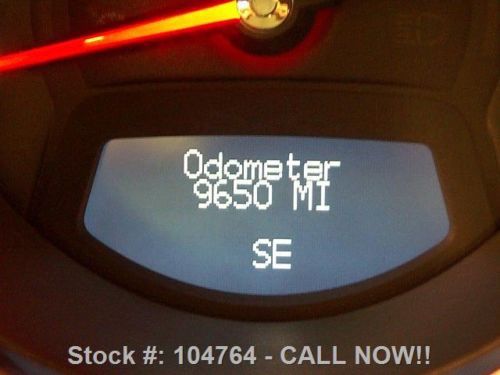 Odometer
9650 MI
SE
Stock #: 104764 - CALL NOW!!